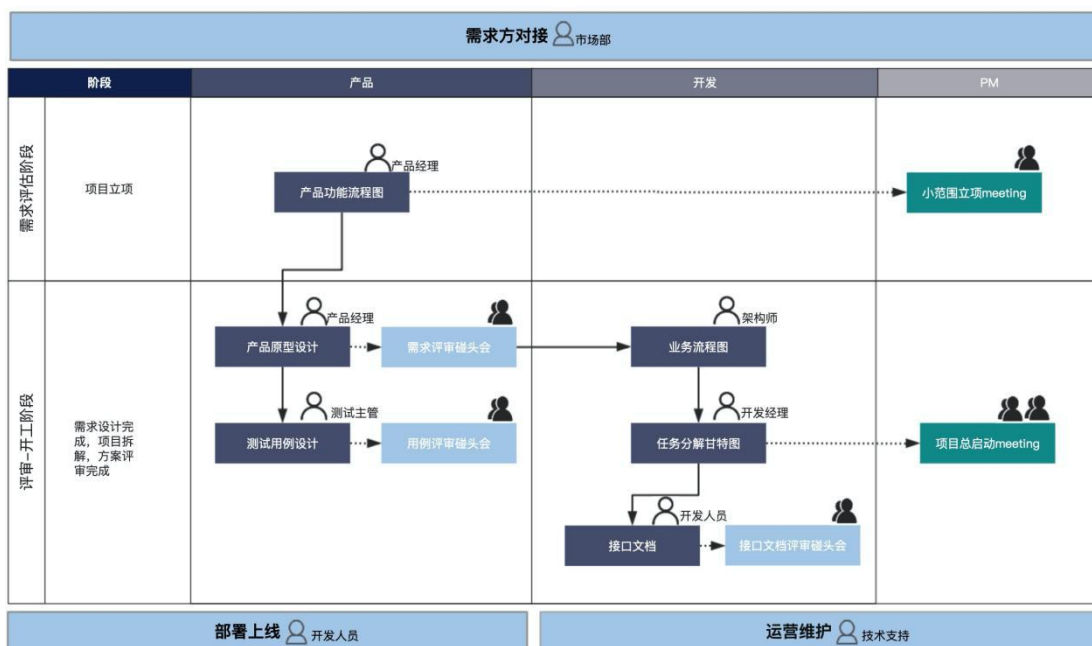 需求方对接 市场部
阶段 产品 开发 PM
需求评估阶段
项目立项
产品经理
产品功能流程图
小范围立项meeting
评审-开工阶段
需求设计完
成，项目拆
解，方案评
审完成
产品经理
架构师
产品原型设计
需求评审碰头会
业务流程图
测试主管
开发经理
测试用例设计
用例评审碰头会
任务分解甘特图
项目总启动meeting
开发人员
接口文档
接口文档评审碰头会
部署上线 开发人员
运营维护 技术支持